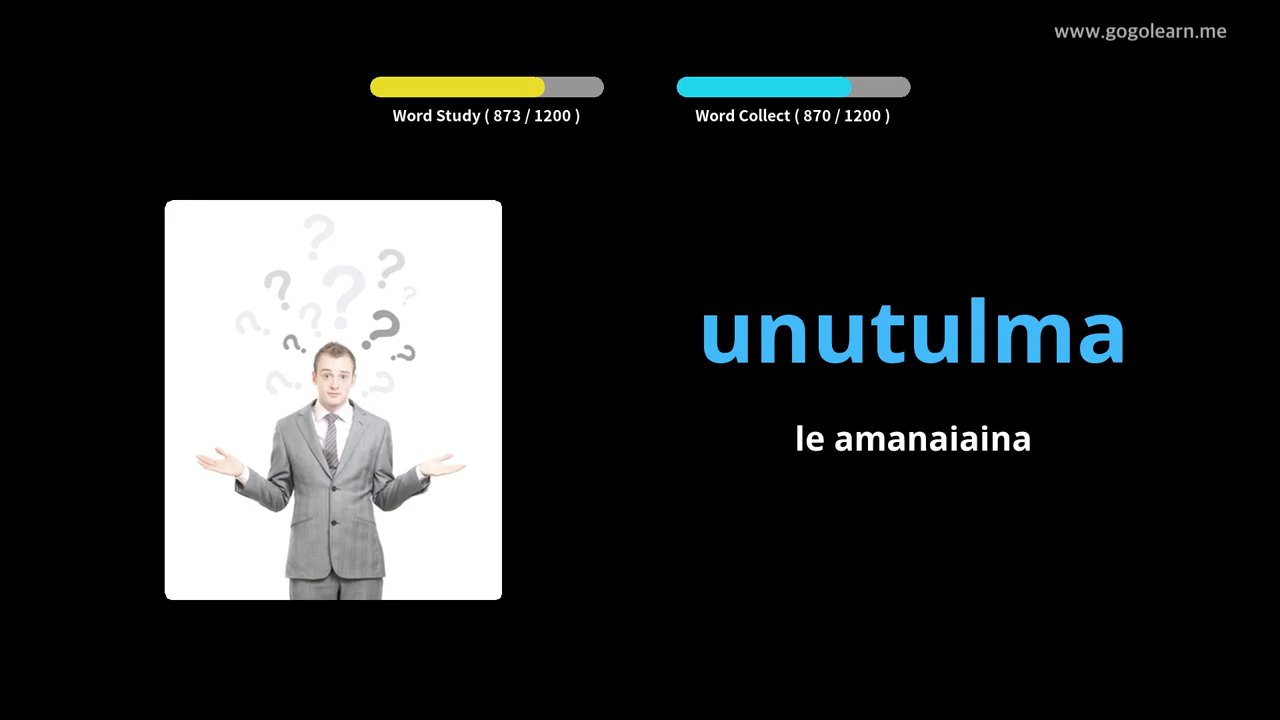 www.gogolearn.me
Word Study ( 873 / 1200 )
Word Collect ( 870 / 1200 )
unutulma
le amanaiaina